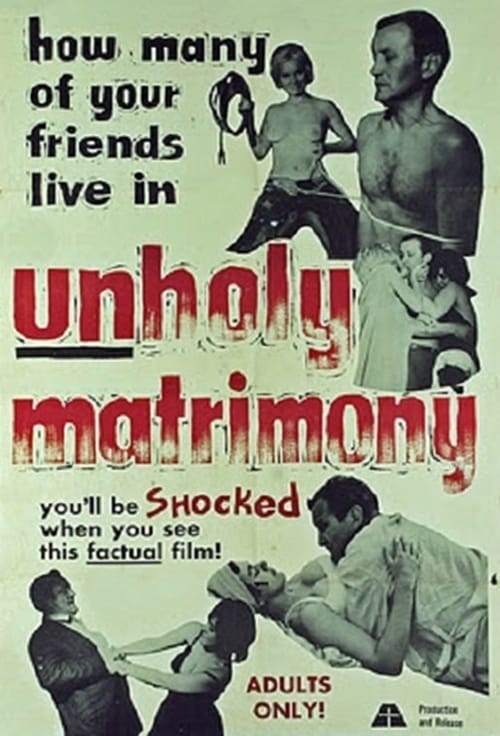 how many
of your
friends
live in
unholy
matrimony
you'll be SHOCKED
when you see
this factual film!
ADULTS
ONLY!
Production
and Release